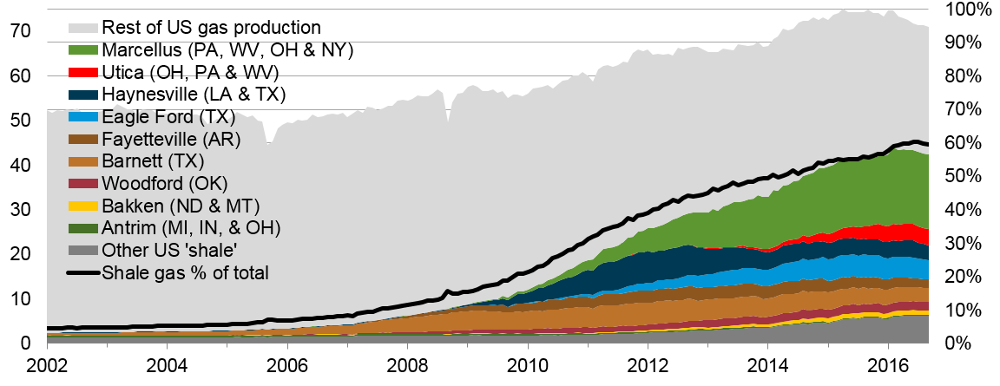 100%
70
Rest of US gas production
90%
Marcellus (PA, WV, OH & NY)
60
Utica (OH, PA & WV)
80%
Haynesville (LA & TX)
50
Eagle Ford (TX)
70%
Fayetteville (AR)
40
Barnett (TX)
60%
Woodford (OK)
50%
30
Bakken (ND & MT)
40%
Antrim (MI, IN, & OH)
20
Other US 'shale'
30%
Shale gas % of total
20%
10
10%
0
0%
2002 2004 2006 2008 2010 2012 2014 2016